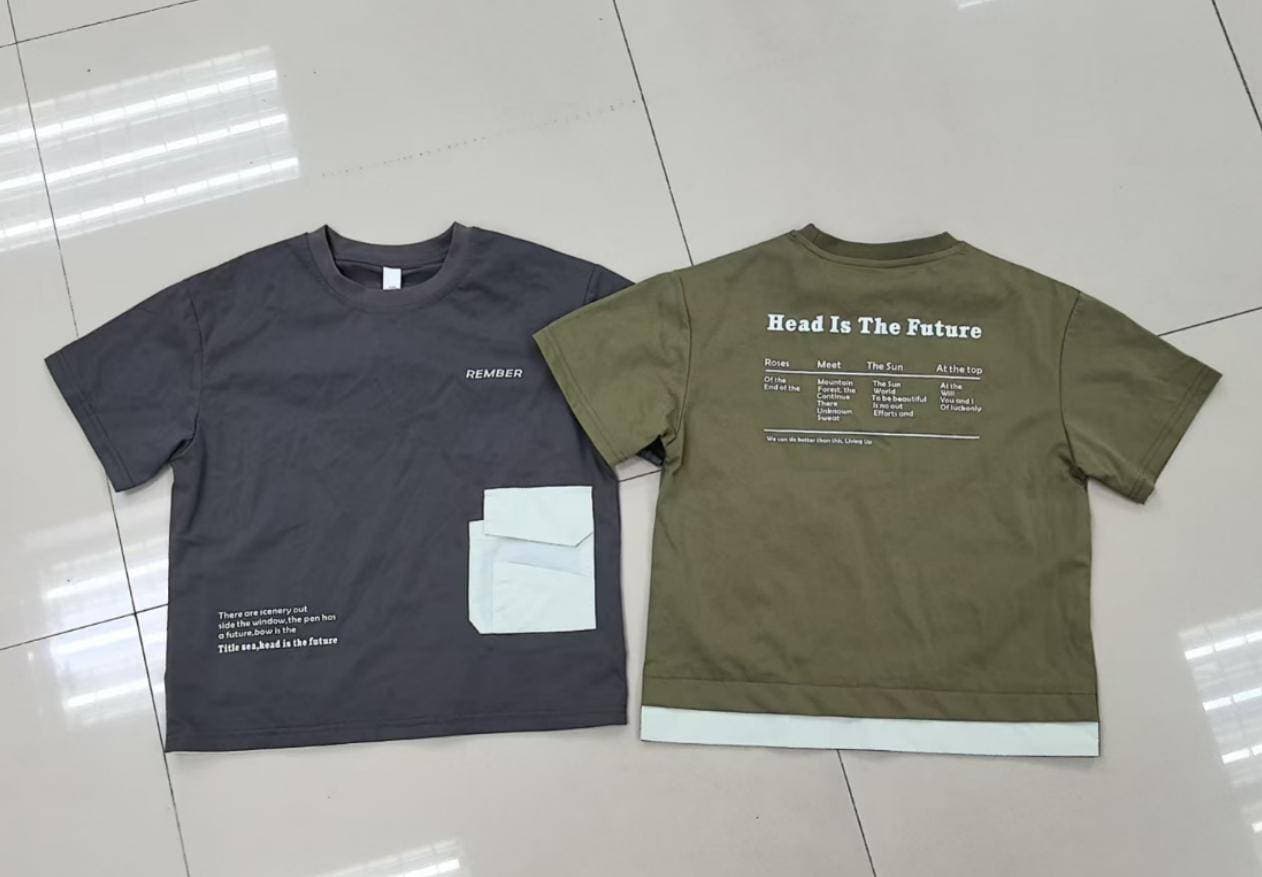 REMBER
There are scenery out
side the window,the pen has
a future,bow is the
Title sea,head is the future
Head Is The Future
Roses Meet The Sun At the top
Of the
End of the
Mountain
Forest, the
Continue
There
Unknown
Sweat
The Sun
World
To be beautiful
Is no out
Efforts and
At the
Will
You and I
Of luckonly
We can do better than this, Living Up